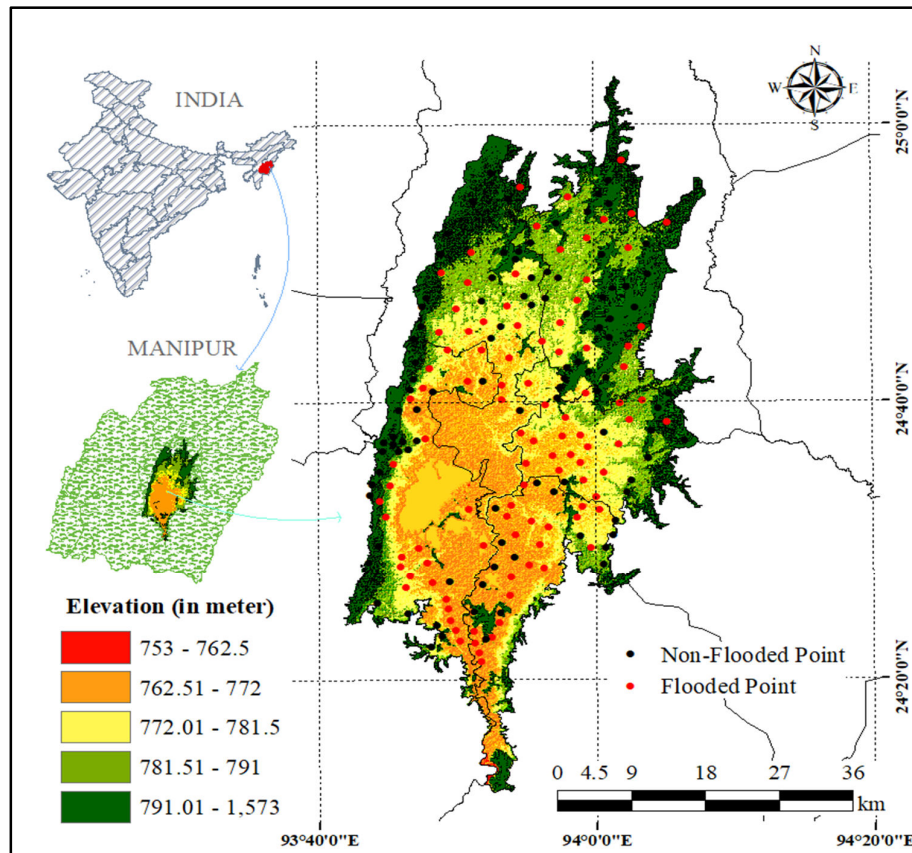 INDIA
MANIPUR
N
W E
S
25°0'0"N
24°40'0"N
24°20'0"N
Elevation (in meter)
753 - 762.5
762.51 - 772
772.01 - 781.5
781.51 - 791
791.01 - 1,573
Non-Flooded Point
Flooded Point
0 4.5 9 18 27 36
km
93°40'0"E 94°0'0"E 94°20'0"E